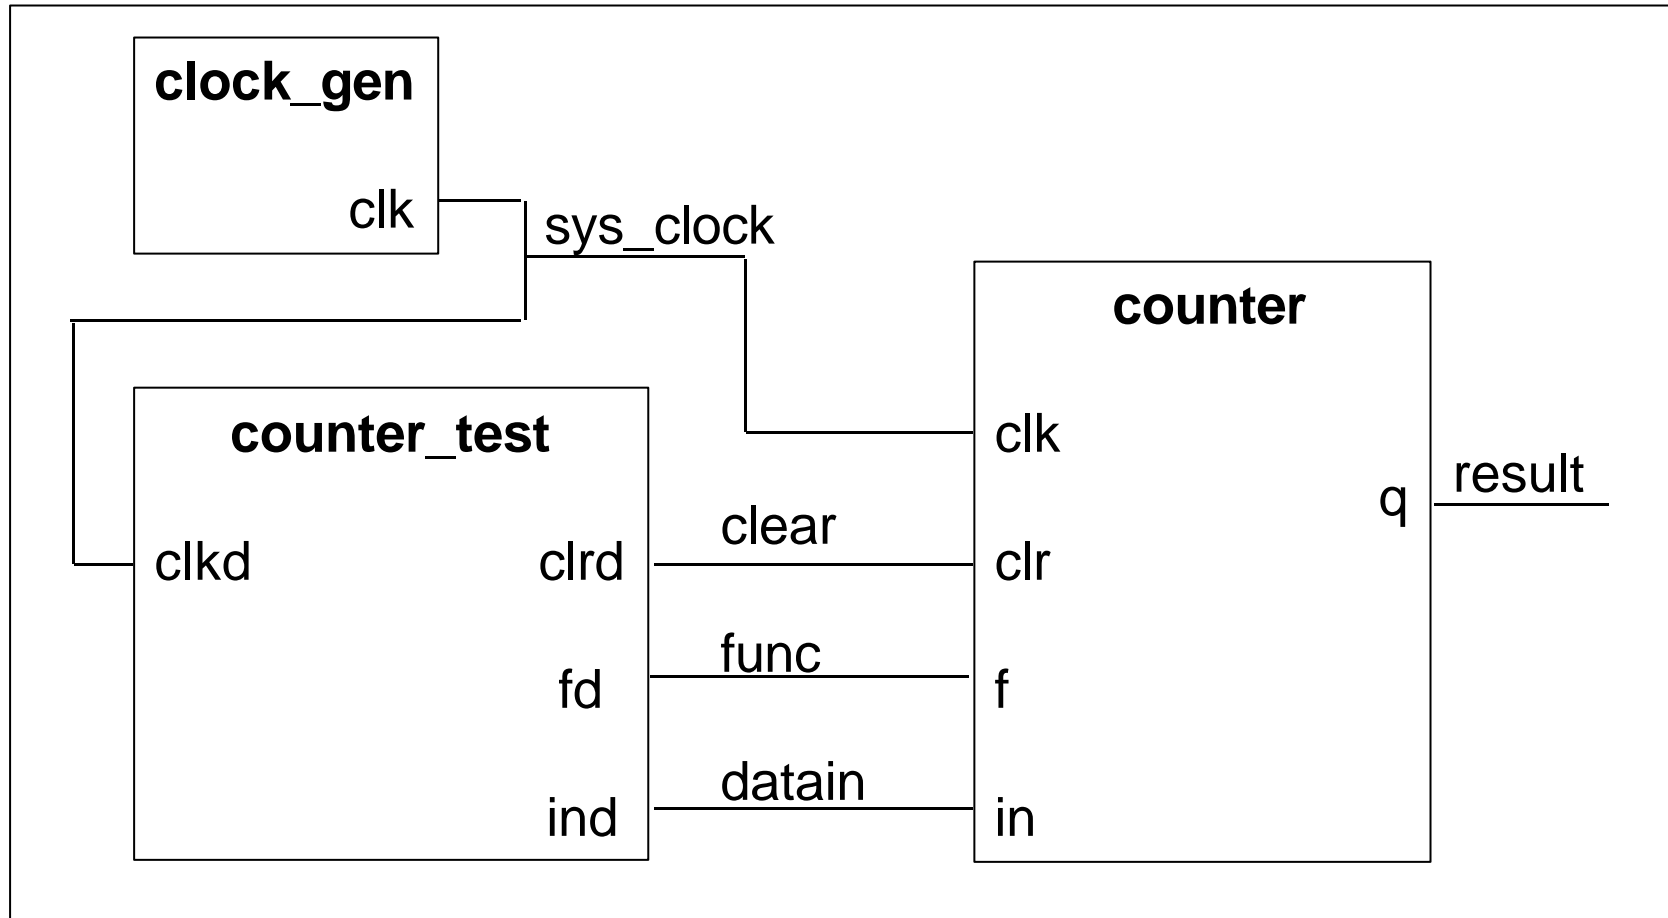 clock_gen
clk
sys_clock
counter
counter_test
clk
result
q
clear
clkd
clrd
clr
func
fd
f
datain
ind
in